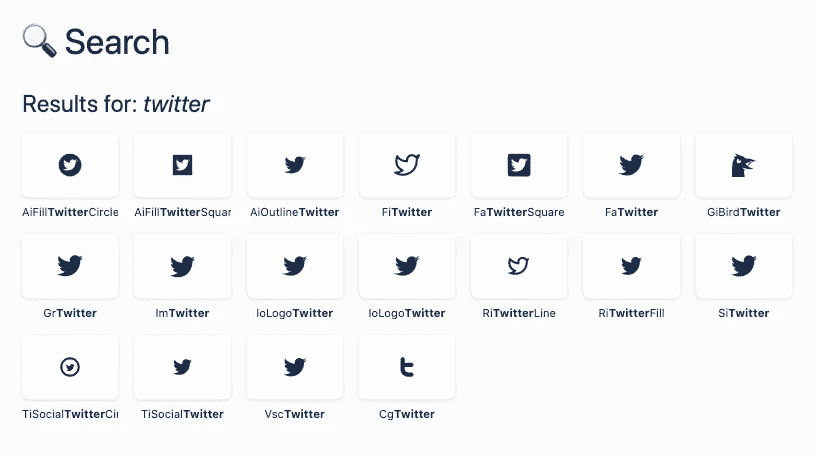 🔍 Search
Results for: twitter
AiFillTwitterCircle AiFillTwitterSquar AiOutlineTwitter FiTwitter FaTwitterSquare FaTwitter GiBirdTwitter
GrTwitter ImTwitter IoLogoTwitter IoLogoTwitter RiTwitterLine RiTwitterFill SiTwitter
TiSocialTwitterCir TiSocialTwitter VscTwitter CgTwitter